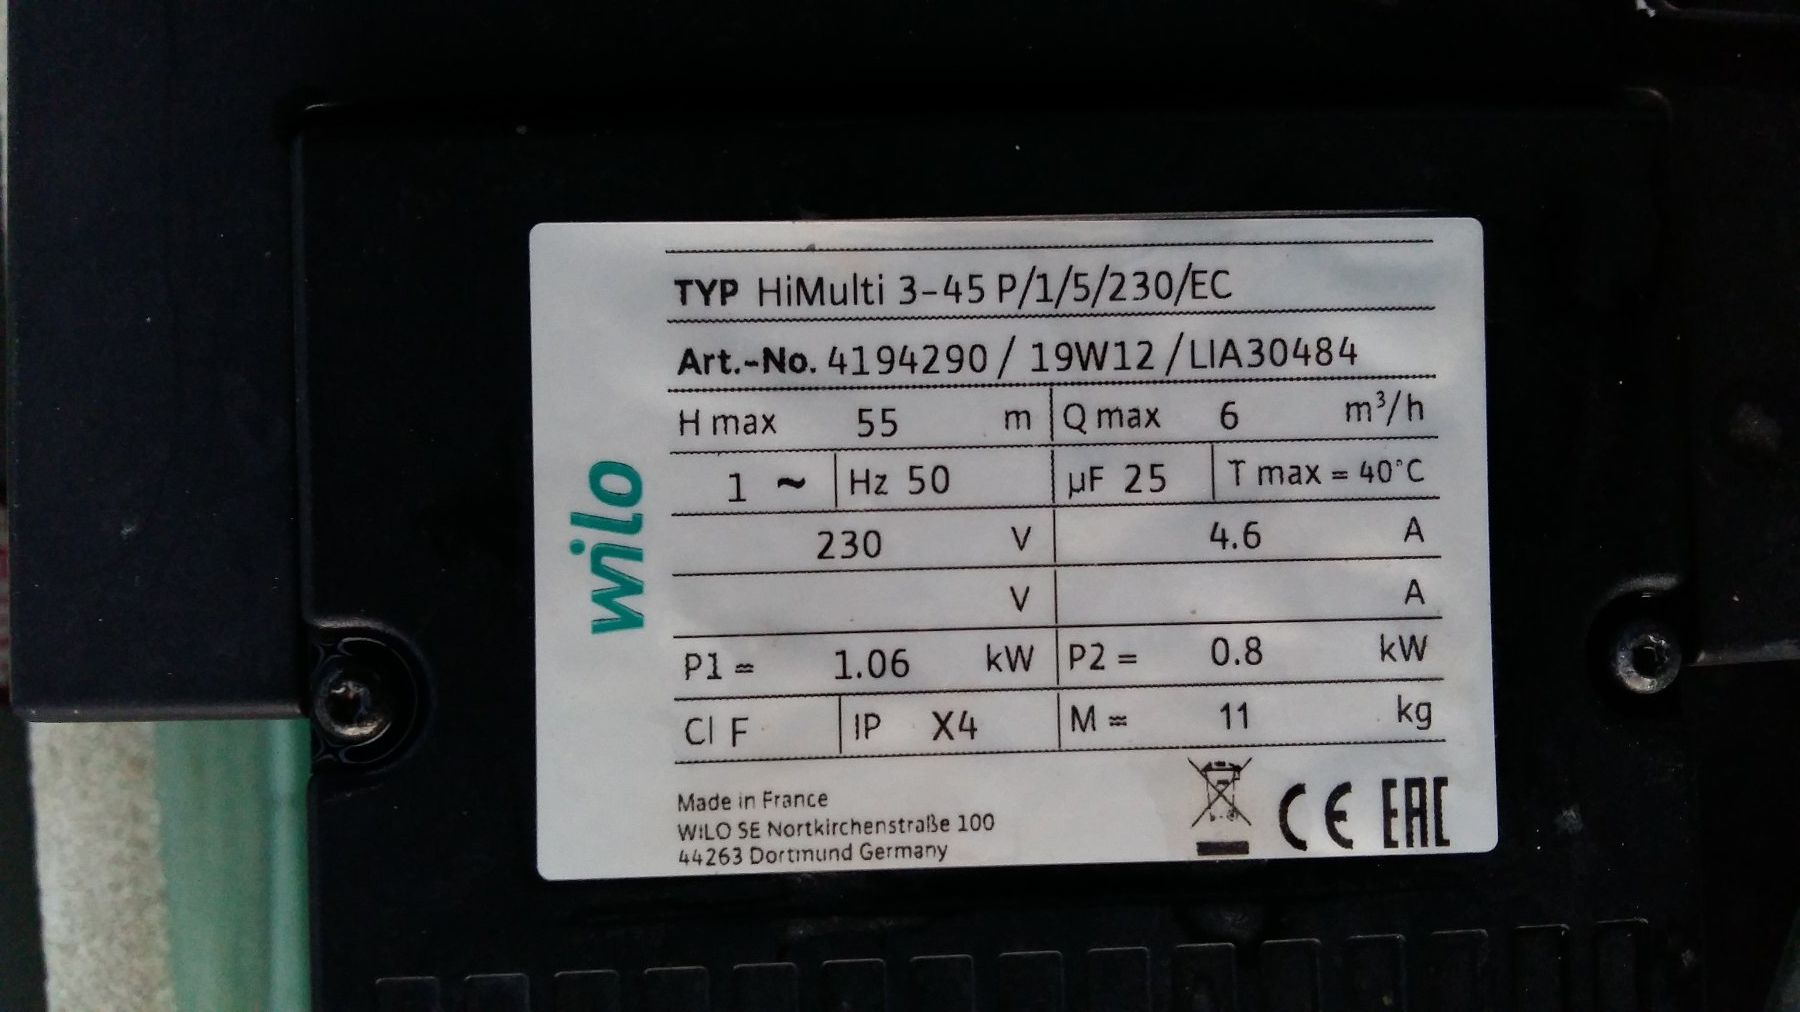 wilo
TYP HiMulti 3-45 P/1/5/230/EC
Art.-No. 4194290 / 19W12 / LIA30484
H max 55 m Q max 6 m³/h
1 ~ Hz 50 µF 25 T max = 40°C
230 V 4.6 A
V A
P1 = 1.06 kW P2 = 0.8 kW
Cl F IP X4 M = 11 kg
Made in France
WILO SE Nortkirchenstraße 100
44263 Dortmund Germany
CE EAC